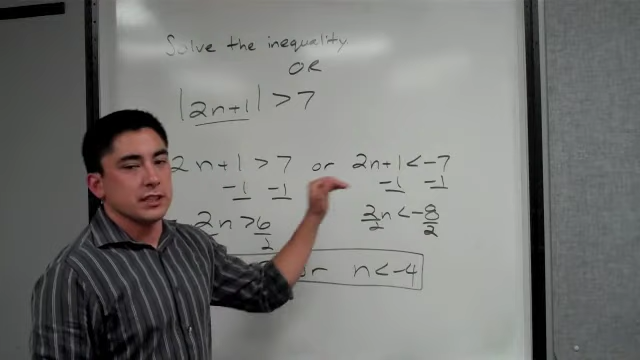 Solve the inequality
OR
|2n+1| > 7
2n+1 > 7 or 2n+1 < -7
-1 -1 -1 -1
2n > 6 2n < -8
2 2 2
or n < -4